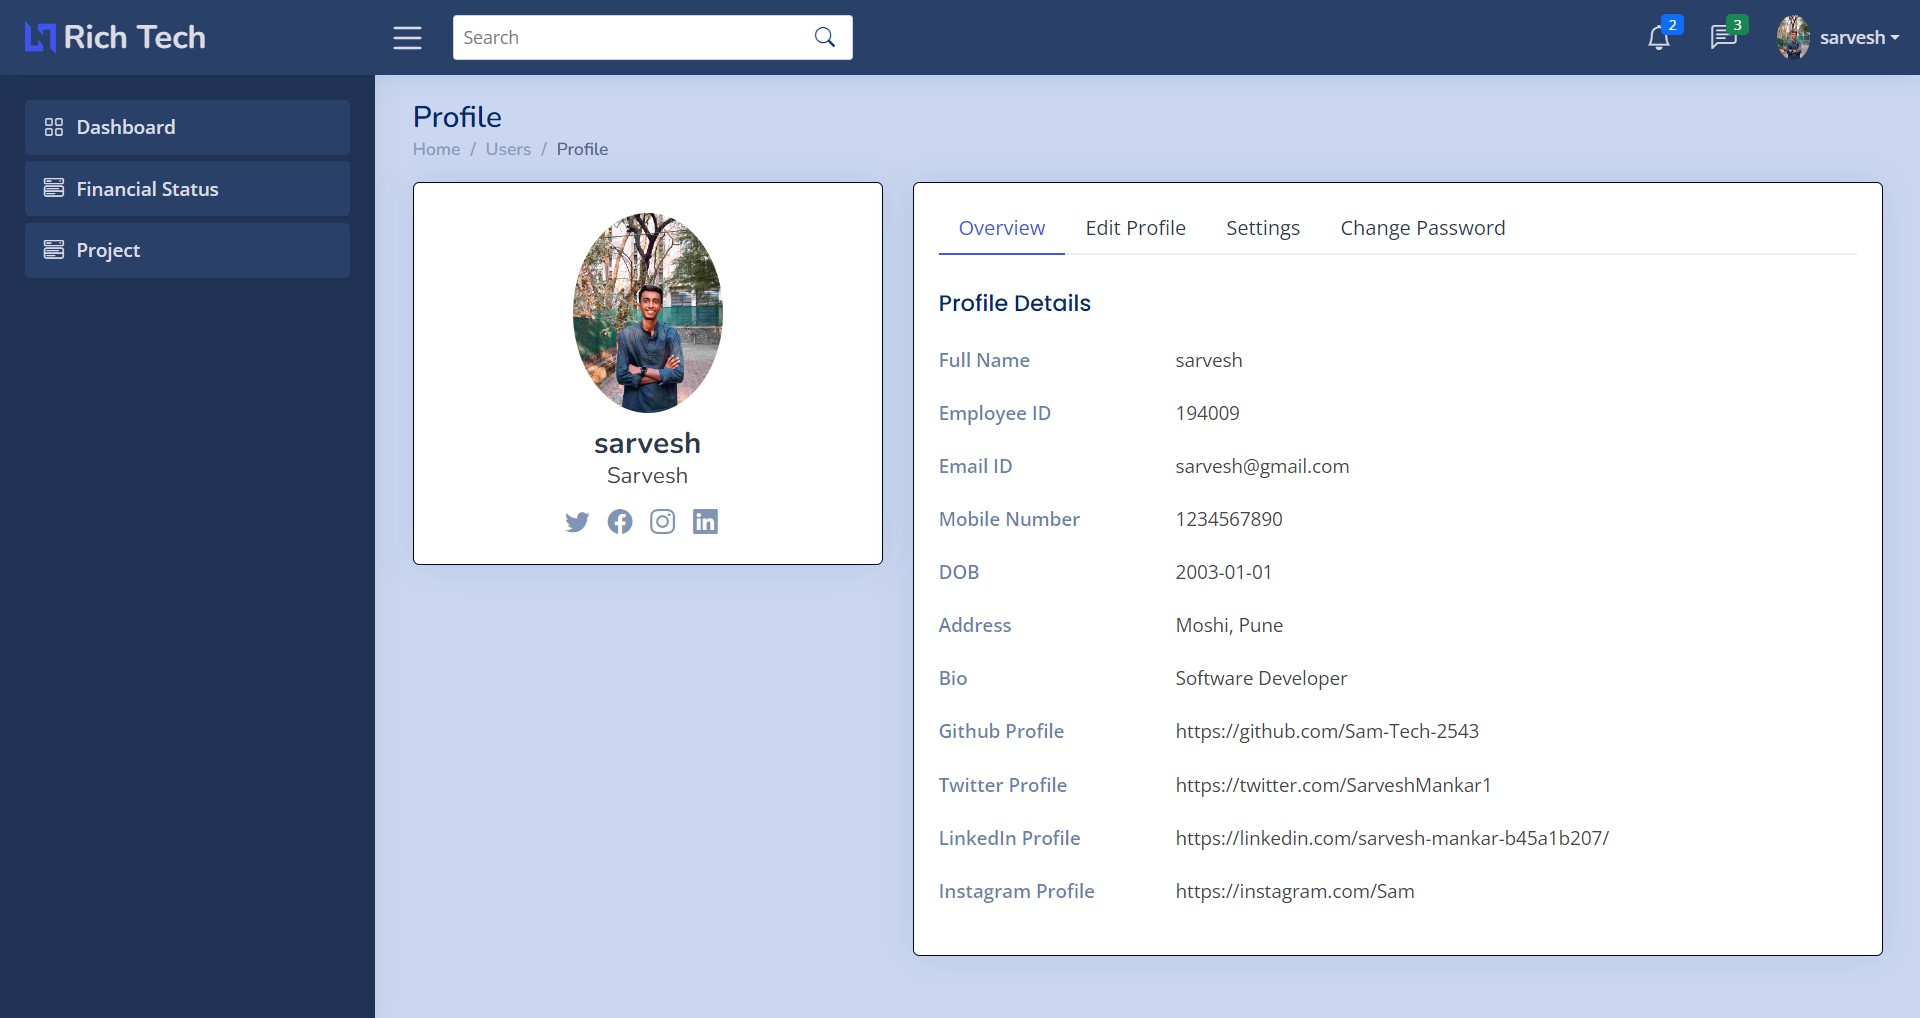 Rich Tech
Search
2
3
sarvesh
Dashboard
Financial Status
Project
Profile
Home / Users / Profile
sarvesh
Sarvesh
Overview Edit Profile Settings Change Password
Profile Details
Full Name sarvesh
Employee ID 194009
Email ID sarvesh@gmail.com
Mobile Number 1234567890
DOB 2003-01-01
Address Moshi, Pune
Bio Software Developer
Github Profile https://github.com/Sam-Tech-2543
Twitter Profile https://twitter.com/SarveshMankar1
LinkedIn Profile https://linkedin.com/sarvesh-mankar-b45a1b207/
Instagram Profile https://instagram.com/Sam